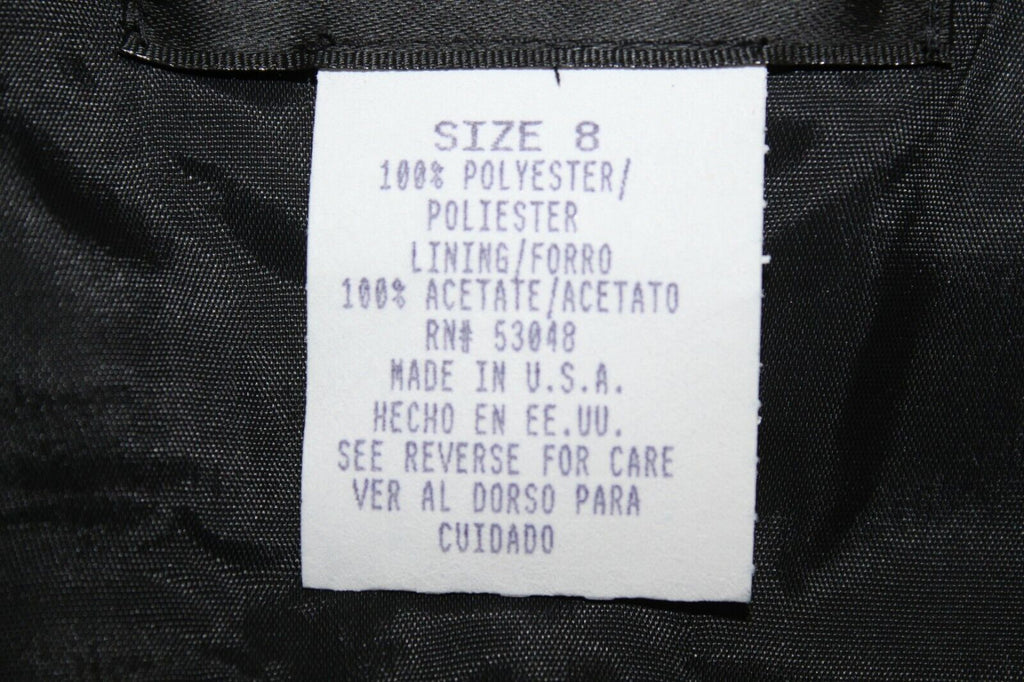 SIZE 8
100% POLYESTER/
POLIESTER
LINING/FORRO
100% ACETATE/ACETATO
RN# 53048
MADE IN U.S.A.
HECHO EN EE.UU.
SEE REVERSE FOR CARE
VER AL DORSO PARA
CUIDADO